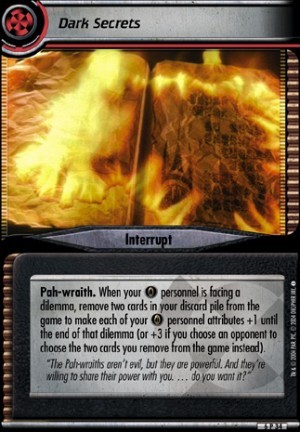 Dark Secrets
Interrupt
Pah-wraith. When your personnel is facing a
dilemma, remove two cards in your discard pile from the
game to make each of your personnel attributes +1 until
the end of that dilemma (or +3 if you choose an opponent to
choose the two cards you remove from the game instead).
"The Pah-wraiths aren't evil, but they are powerful. And they're
willing to share their power with you. … do you want it?"